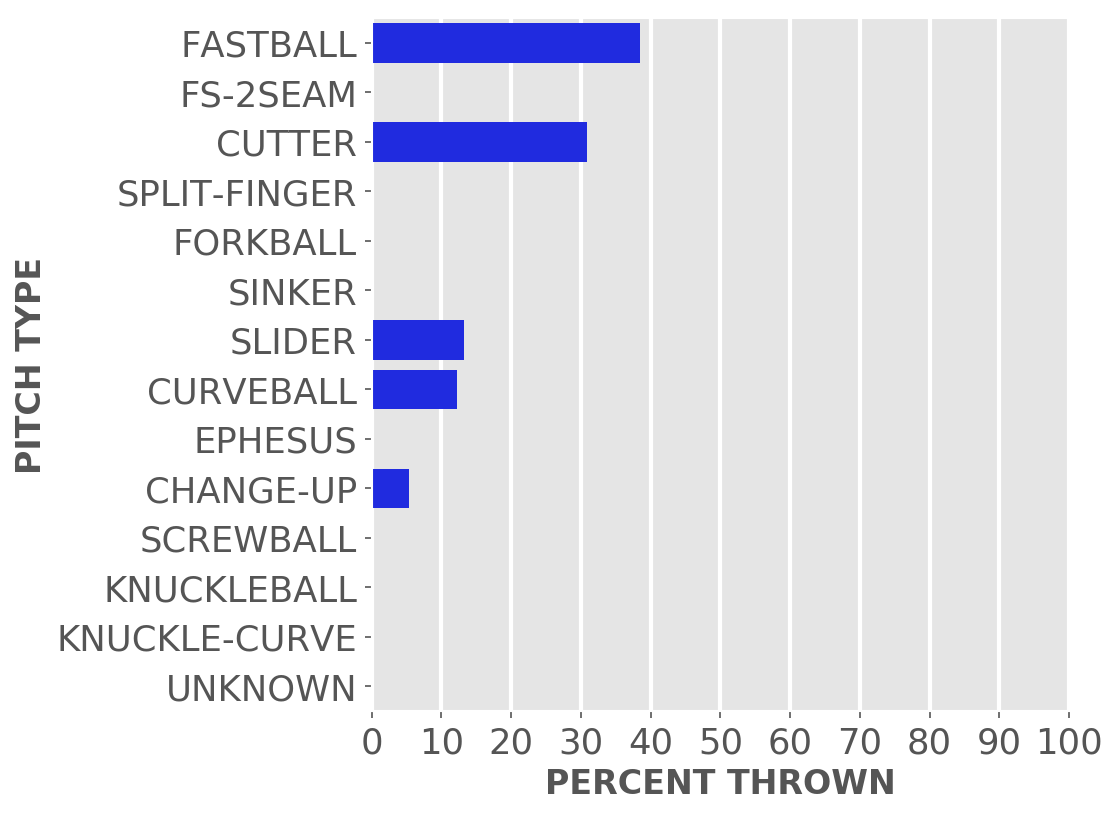 FASTBALL
FS-2SEAM
CUTTER
SPLIT-FINGER
FORKBALL
SINKER
SLIDER
CURVEBALL
EPHESUS
CHANGE-UP
SCREWBALL
KNUCKLEBALL
KNUCKLE-CURVE
UNKNOWN
PITCH TYPE
0 10 20 30 40 50 60 70 80 90 100
PERCENT THROWN